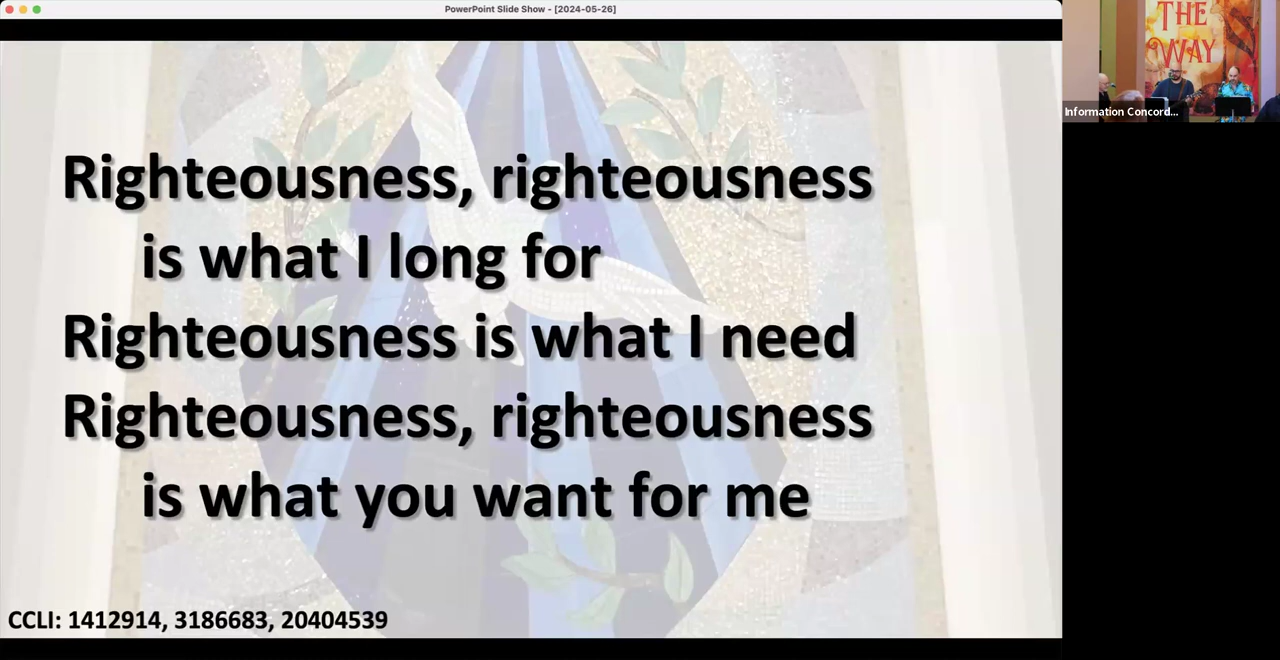 PowerPoint Slide Show - [2024-05-26]
THE
WAY
Information Concord...
Righteousness, righteousness
is what I long for
Righteousness is what I need
Righteousness, righteousness
is what you want for me
CCLI: 1412914, 3186683, 20404539